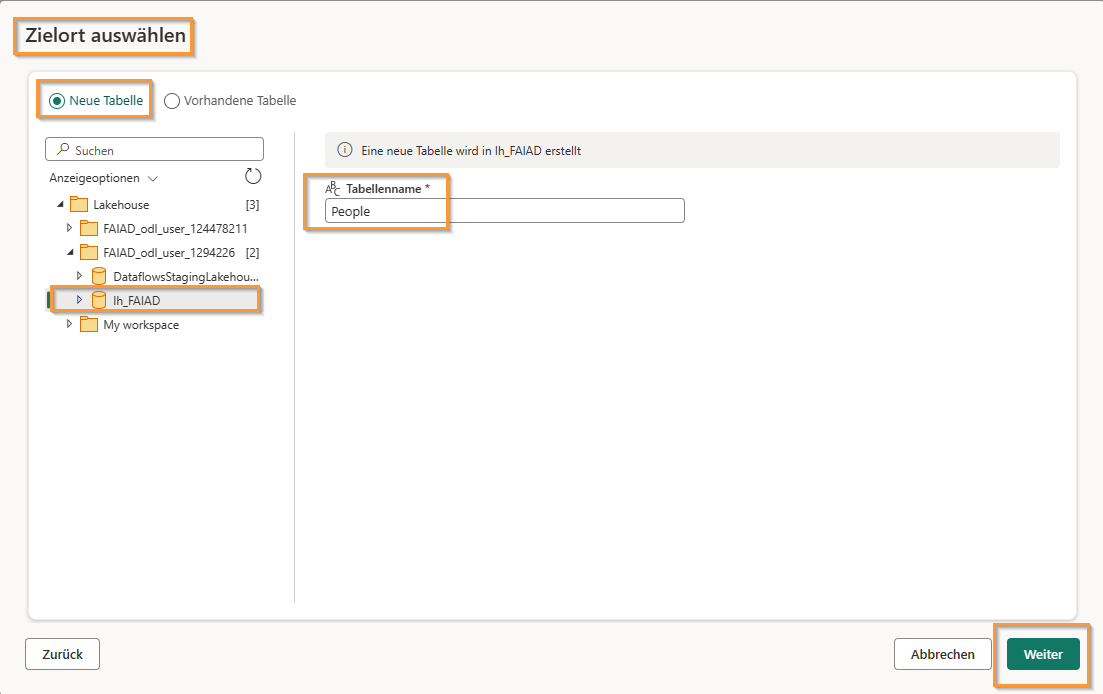 Zielort auswählen
Neue Tabelle
Vorhandene Tabelle
Suchen
Anzeigeoptionen
Lakehouse [3]
FAIAD_odl_user_124478211
FAIAD_odl_user_1294226 [2]
DataflowsStagingLakehou...
lh_FAIAD
My workspace
Eine neue Tabelle wird in lh_FAIAD erstellt
ABC Tabellenname *
People
Zurück
Abbrechen
Weiter